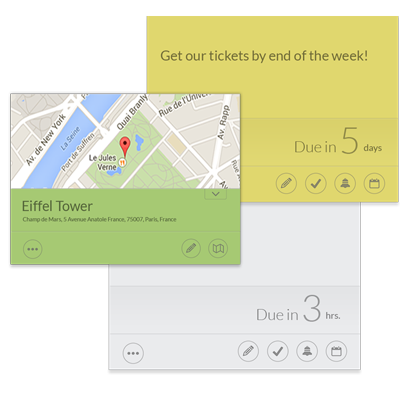 Get our tickets by end of the week!
Due in 5 days
Av. de New York
La Seine
Port de Suffren
Quai Branly
Rue de l'Univer
Av. Rapp
Le Jules
Verne
Eiffel Tower
Champ de Mars, 5 Avenue Anatole France, 75007, Paris, France
Due in 3 hrs.